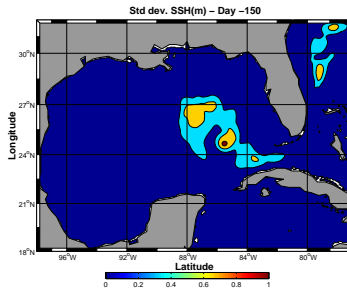 Std dev. SSH(m) – Day –150
Longitude
30°N
27°N
24°N
21°N
18°N
96°W
92°W
88°W
84°W
80°W
Latitude
0 0.2 0.4 0.6 0.8 1